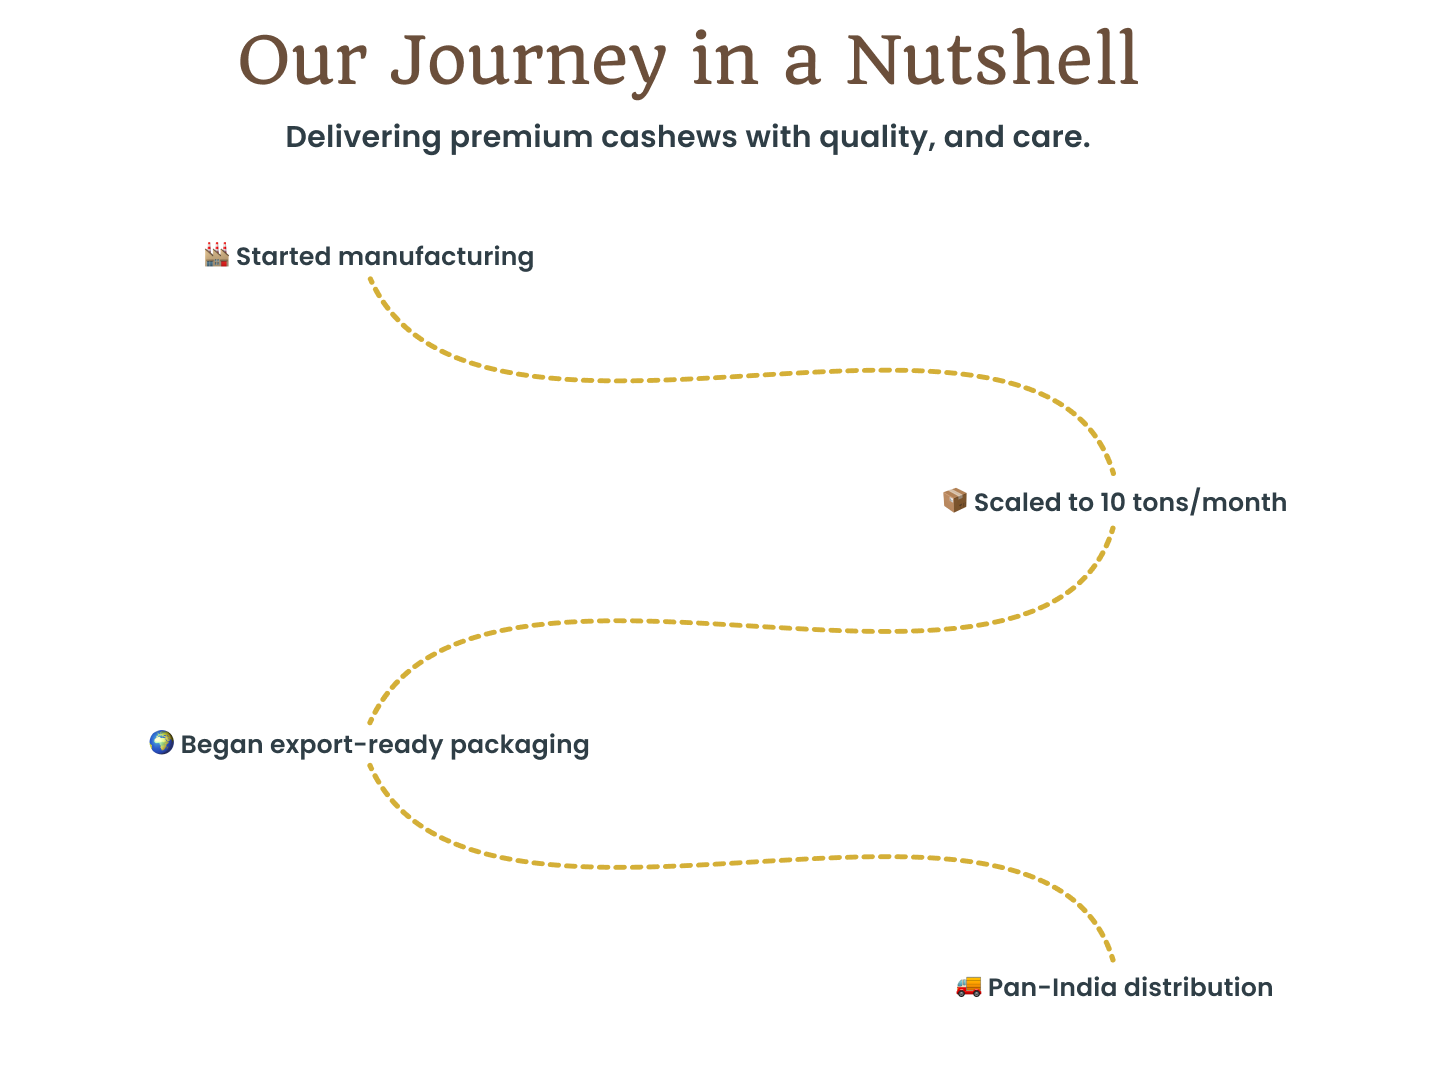 Our Journey in a Nutshell
Delivering premium cashews with quality, and care.
🏭 Started manufacturing
📦 Scaled to 10 tons/month
🌍 Began export-ready packaging
🚚 Pan-India distribution